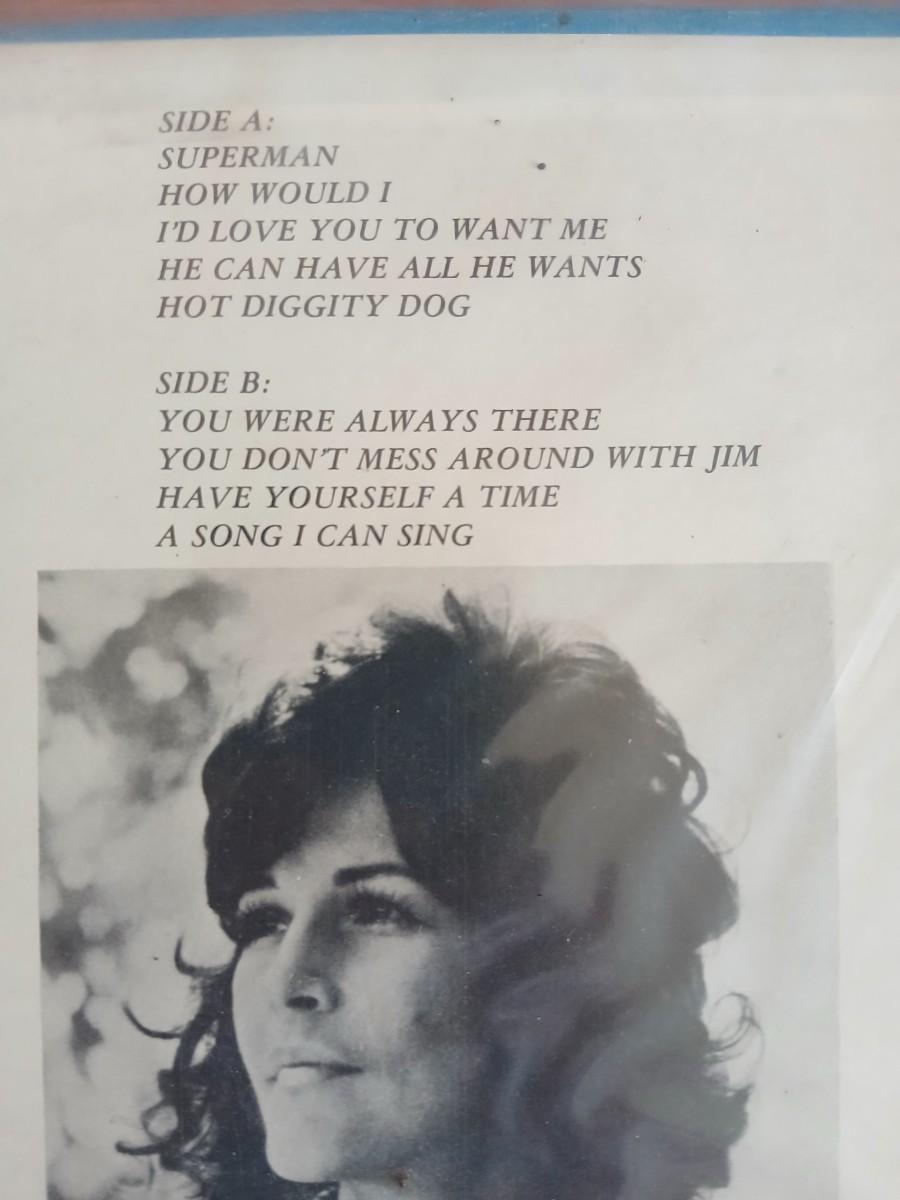 SIDE A:
SUPERMAN
HOW WOULD I
I'D LOVE YOU TO WANT ME
HE CAN HAVE ALL HE WANTS
HOT DIGGITY DOG
SIDE B:
YOU WERE ALWAYS THERE
YOU DON'T MESS AROUND WITH JIM
HAVE YOURSELF A TIME
A SONG I CAN SING